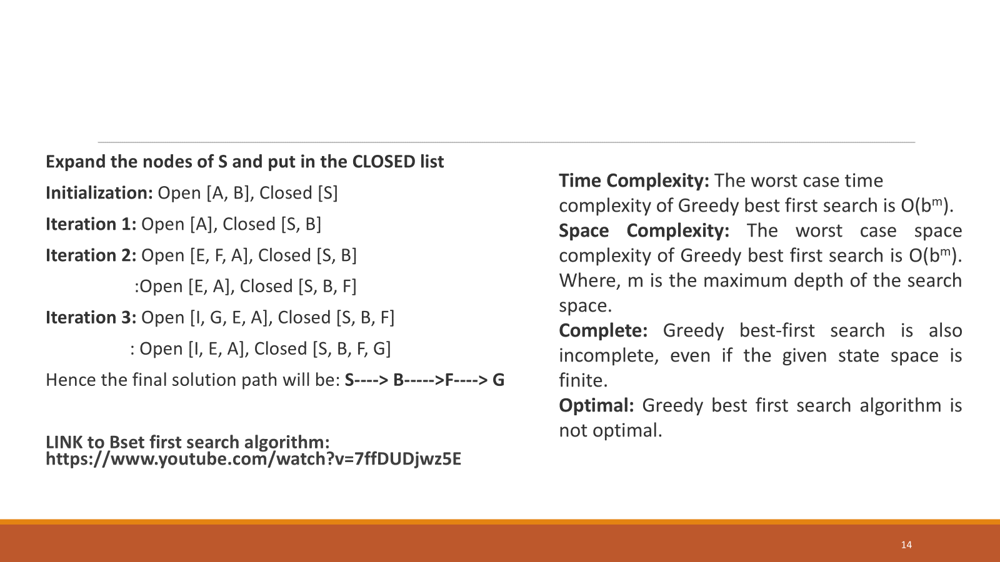 Expand the nodes of S and put in the CLOSED list
Initialization: Open [A, B], Closed [S]
Iteration 1: Open [A], Closed [S, B]
Iteration 2: Open [E, F, A], Closed [S, B]
:Open [E, A], Closed [S, B, F]
Iteration 3: Open [I, G, E, A], Closed [S, B, F]
: Open [I, E, A], Closed [S, B, F, G]
Hence the final solution path will be: S----> B----->F----> G
LINK to Bset first search algorithm:
https://www.youtube.com/watch?v=7ffDUDjwz5E
Time Complexity: The worst case time
complexity of Greedy best first search is O(bᵐ).
Space Complexity: The worst case space
complexity of Greedy best first search is O(bᵐ).
Where, m is the maximum depth of the search
space.
Complete: Greedy best-first search is also
incomplete, even if the given state space is
finite.
Optimal: Greedy best first search algorithm is
not optimal.
14